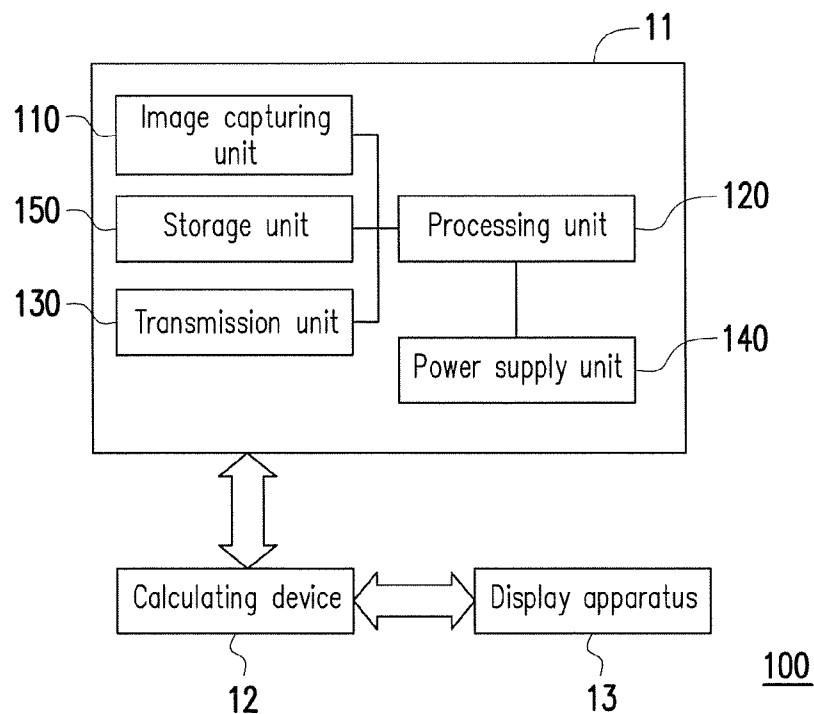 11
110
Image capturing
unit
150
Storage unit
Processing unit
120
130
Transmission unit
Power supply unit
140
Calculating device
Display apparatus
12
13
100